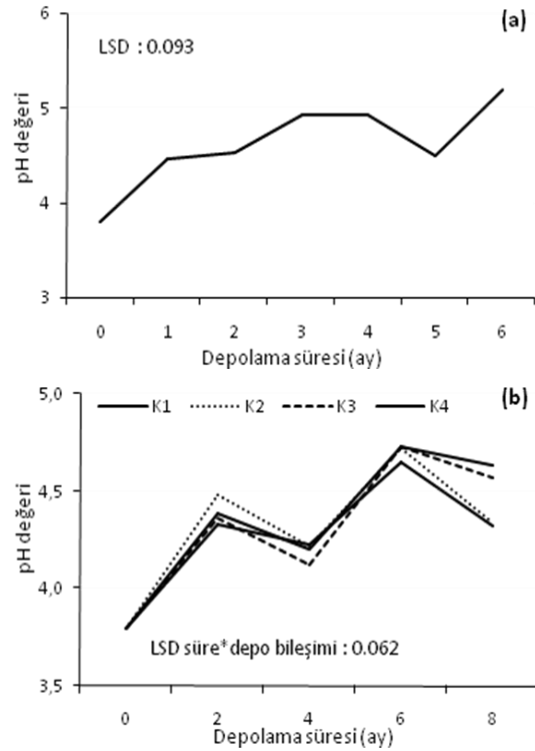 (a)
LSD : 0.093
pH değeri
6
5
4
3
0 1 2 3 4 5 6
Depolama süresi (ay)
(b)
K1 K2 K3 K4
pH değeri
5,0
4,5
4,0
3,5
LSD süre*depo bileşimi : 0.062
0 2 4 6 8
Depolama süresi (ay)